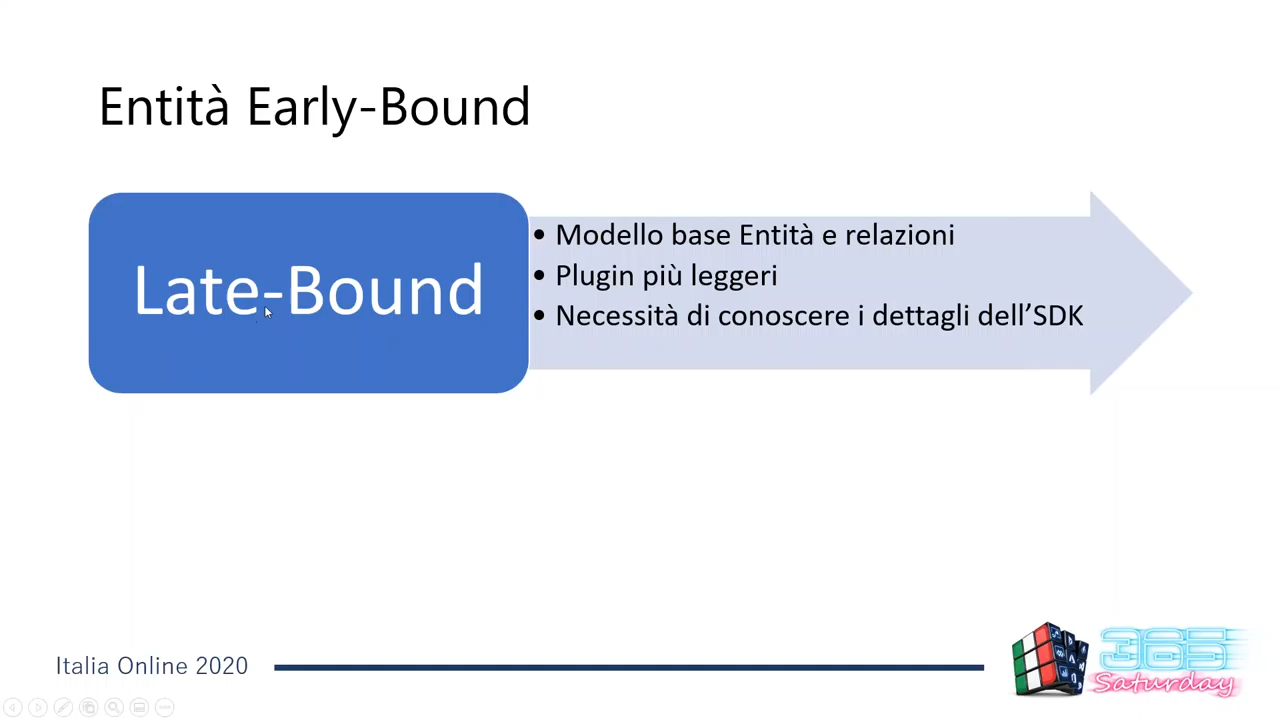 Entità Early-Bound
Late-Bound
• Modello base Entità e relazioni
• Plugin più leggeri
• Necessità di conoscere i dettagli dell’SDK
Italia Online 2020
365
Saturday